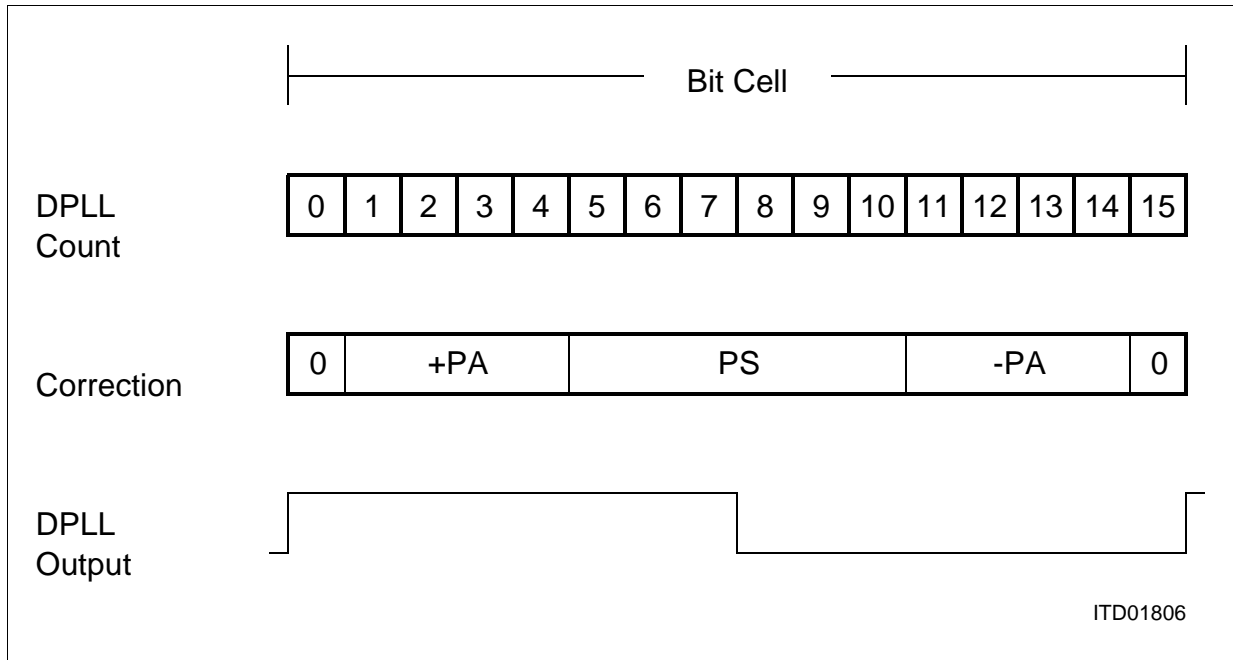 Bit Cell
DPLL
Count
0 1 2 3 4 5 6 7 8 9 10 11 12 13 14 15
Correction
0 +PA PS -PA 0
DPLL
Output
ITD01806